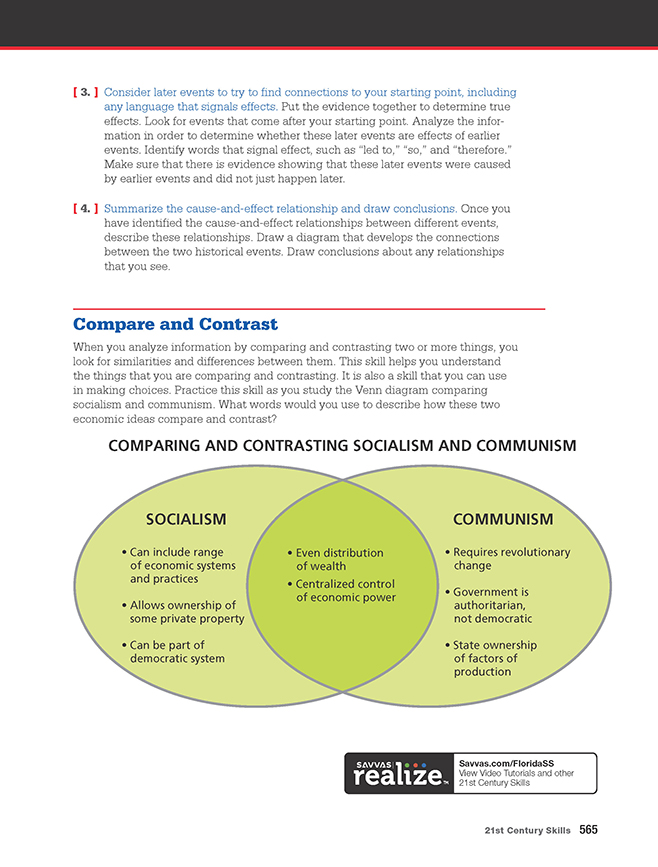 [ 3. ] Consider later events to try to find connections to your starting point, including
any language that signals effects. Put the evidence together to determine true
effects. Look for events that come after your starting point. Analyze the infor-
mation in order to determine whether these later events are effects of earlier
events. Identify words that signal effect, such as “led to,” “so,” and “therefore.”
Make sure that there is evidence showing that these later events were caused
by earlier events and did not just happen later.
[ 4. ] Summarize the cause-and-effect relationship and draw conclusions. Once you
have identified the cause-and-effect relationships between different events,
describe these relationships. Draw a diagram that develops the connections
between the two historical events. Draw conclusions about any relationships
that you see.
Compare and Contrast
When you analyze information by comparing and contrasting two or more things, you
look for similarities and differences between them. This skill helps you understand
the things that you are comparing and contrasting. It is also a skill that you can use
in making choices. Practice this skill as you study the Venn diagram comparing
socialism and communism. What words would you use to describe how these two
economic ideas compare and contrast?
COMPARING AND CONTRASTING SOCIALISM AND COMMUNISM
SOCIALISM
• Can include range
of economic systems
and practices
• Allows ownership of
some private property
• Can be part of
democratic system
• Even distribution
of wealth
• Centralized control
of economic power
COMMUNISM
• Requires revolutionary
change
• Government is
authoritarian,
not democratic
• State ownership
of factors of
production
SAVVAS
realize™
Savvas.com/FloridaSS
View Video Tutorials and other
21st Century Skills
21st Century Skills 565